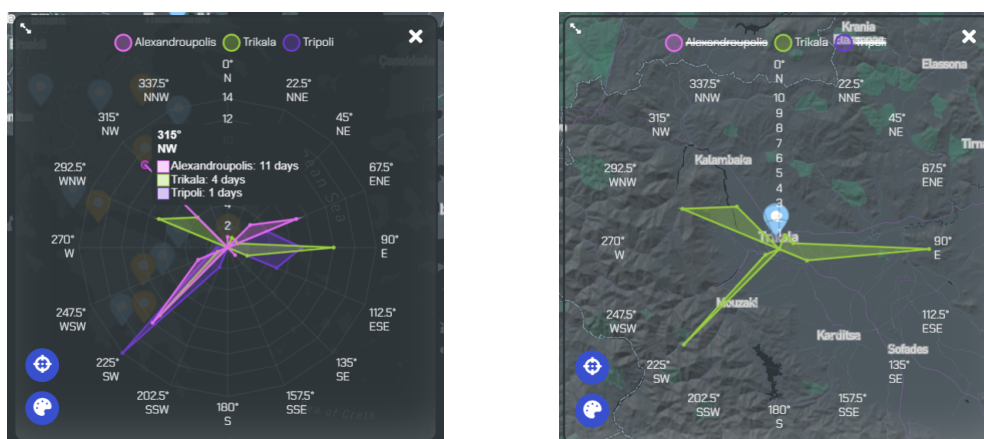 Alexandroupolis Trikala Tripoli
0°
N
337.5°
NNW
22.5°
NNE
14
12
315°
NW
45°
NE
315°
NW
Alexandroupolis: 11 days
Trikala: 4 days
Tripoli: 1 days
292.5°
WNW
67.5°
ENE
4
2
270°
W
90°
E
247.5°
WSW
112.5°
ESE
225°
SW
135°
SE
202.5°
SSW
157.5°
SSE
180°
S
Krania
Elassona
Alexandroupolis Trikala Tripoli
0°
N
337.5°
NNW
22.5°
NNE
10
9
8
7
6
5
4
3
2
315°
NW
45°
NE
Kalambaka
292.5°
WNW
67.5°
ENE
Trikala
270°
W
90°
E
Mouzaki
247.5°
WSW
112.5°
ESE
Karditsa
Sofades
225°
SW
135°
SE
202.5°
SSW
157.5°
SSE
180°
S